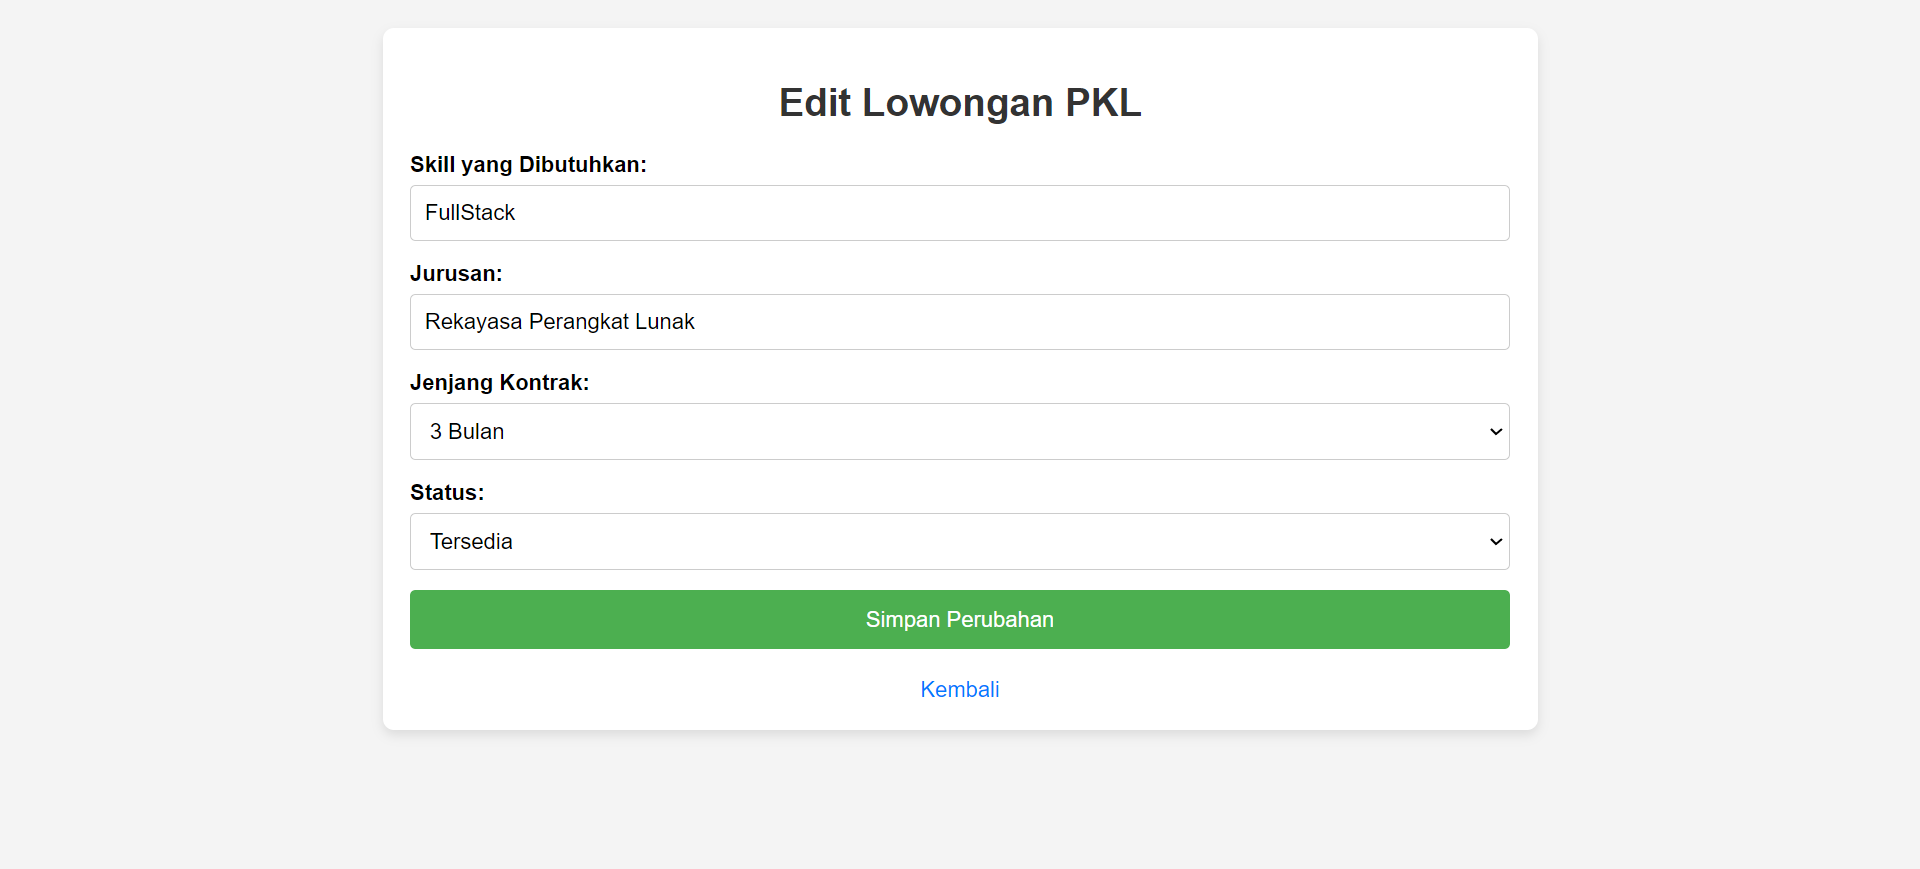 Edit Lowongan PKL
Skill yang Dibutuhkan:
FullStack
Jurusan:
Rekayasa Perangkat Lunak
Jenjang Kontrak:
3 Bulan
Status:
Tersedia
Simpan Perubahan
Kembali